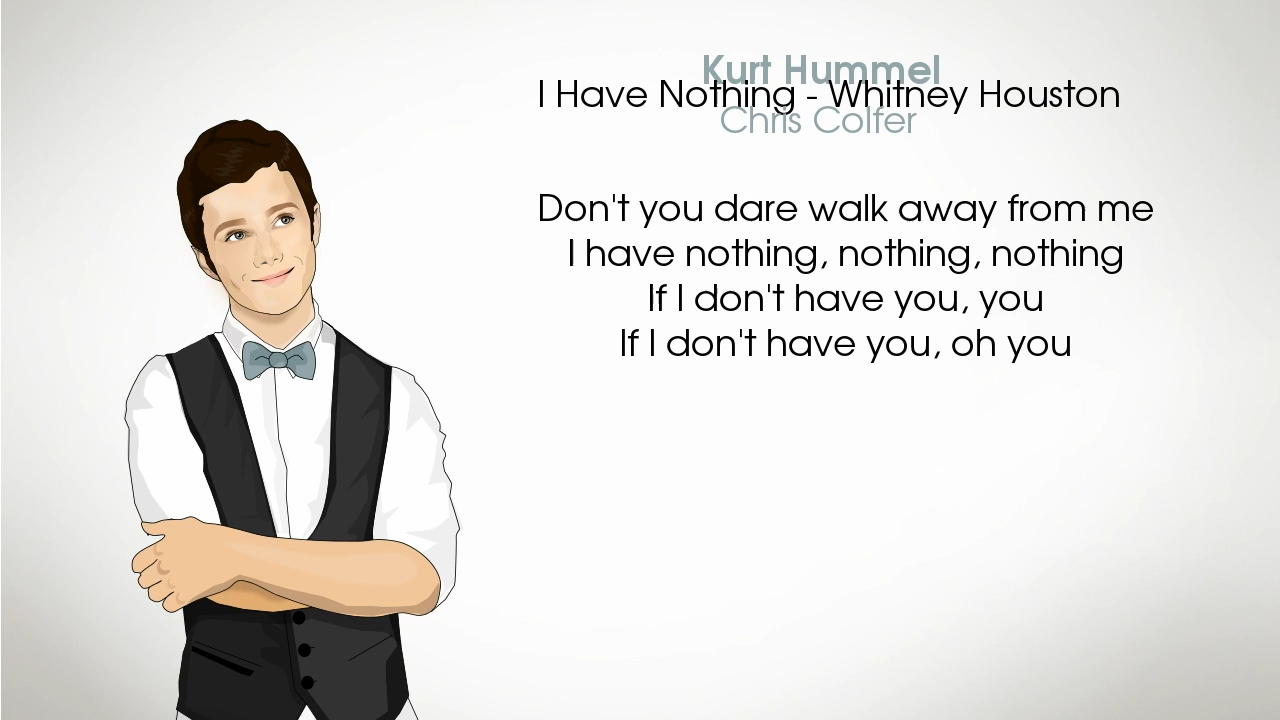 Kurt Hummel
I Have Nothing - Whitney Houston
Chris Colfer
Don't you dare walk away from me
I have nothing, nothing, nothing
If I don't have you, you
If I don't have you, oh you